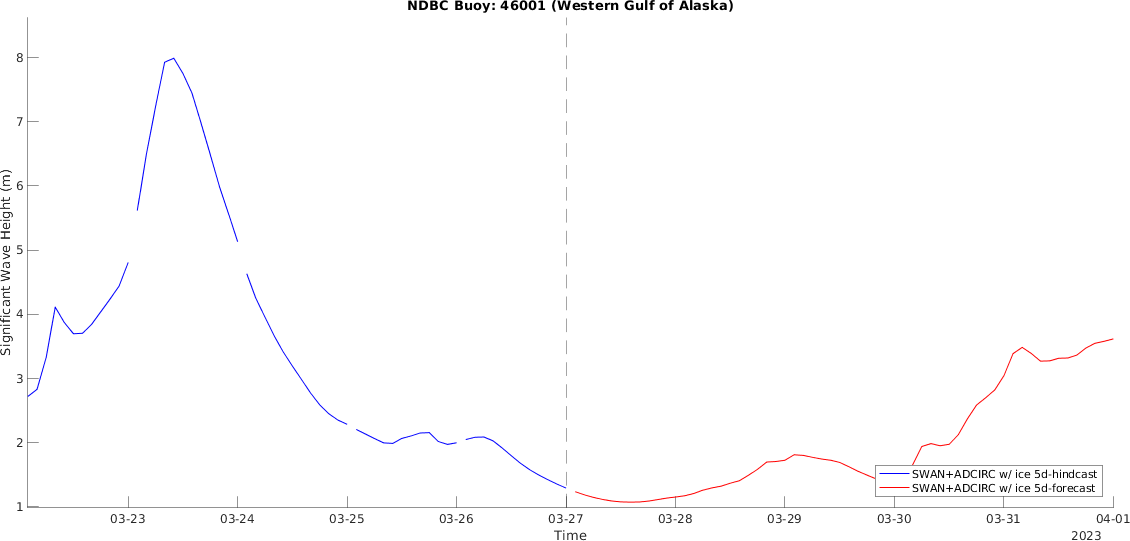 NDBC Buoy: 46001 (Western Gulf of Alaska)
Significant Wave Height (m)
8
7
6
5
4
3
2
1
SWAN+ADCIRC w/ ice 5d-hindcast
SWAN+ADCIRC w/ ice 5d-forecast
03-23 03-24 03-25 03-26 03-27 03-28 03-29 03-30 03-31 04-01
Time
2023